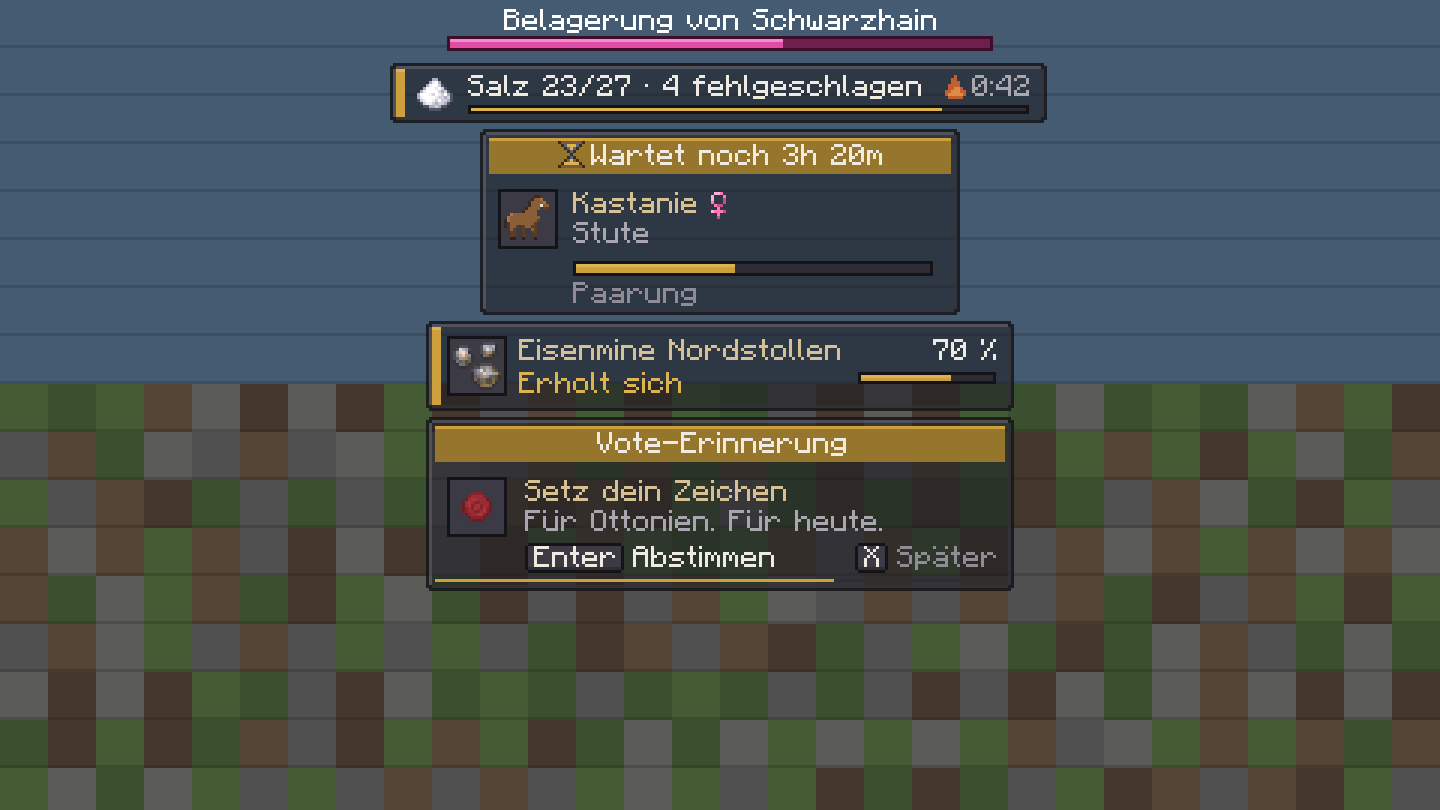 Belagerung von Schwarzhain
Salz 23/27 · 4 fehlgeschlagen 0:42
Wartet noch 3h 20m
Kastanie ♀
Stute
Paarung
Eisenmine Nordstollen 70 %
Erholt sich
Vote-Erinnerung
Setz dein Zeichen
Für Ottonien. Für heute.
Enter Abstimmen X Später